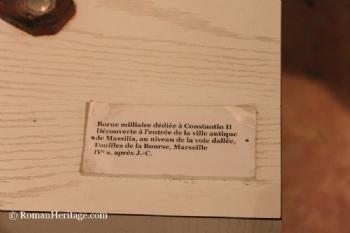 Borne milliaire dédiée à Constantin II
Découverte à l'entrée de la ville antique
de Massilia, au niveau de la voie dallée,
Fouilles de la Bourse, Marseille
IVe s. après J.-C.
© RomanHeritage.com